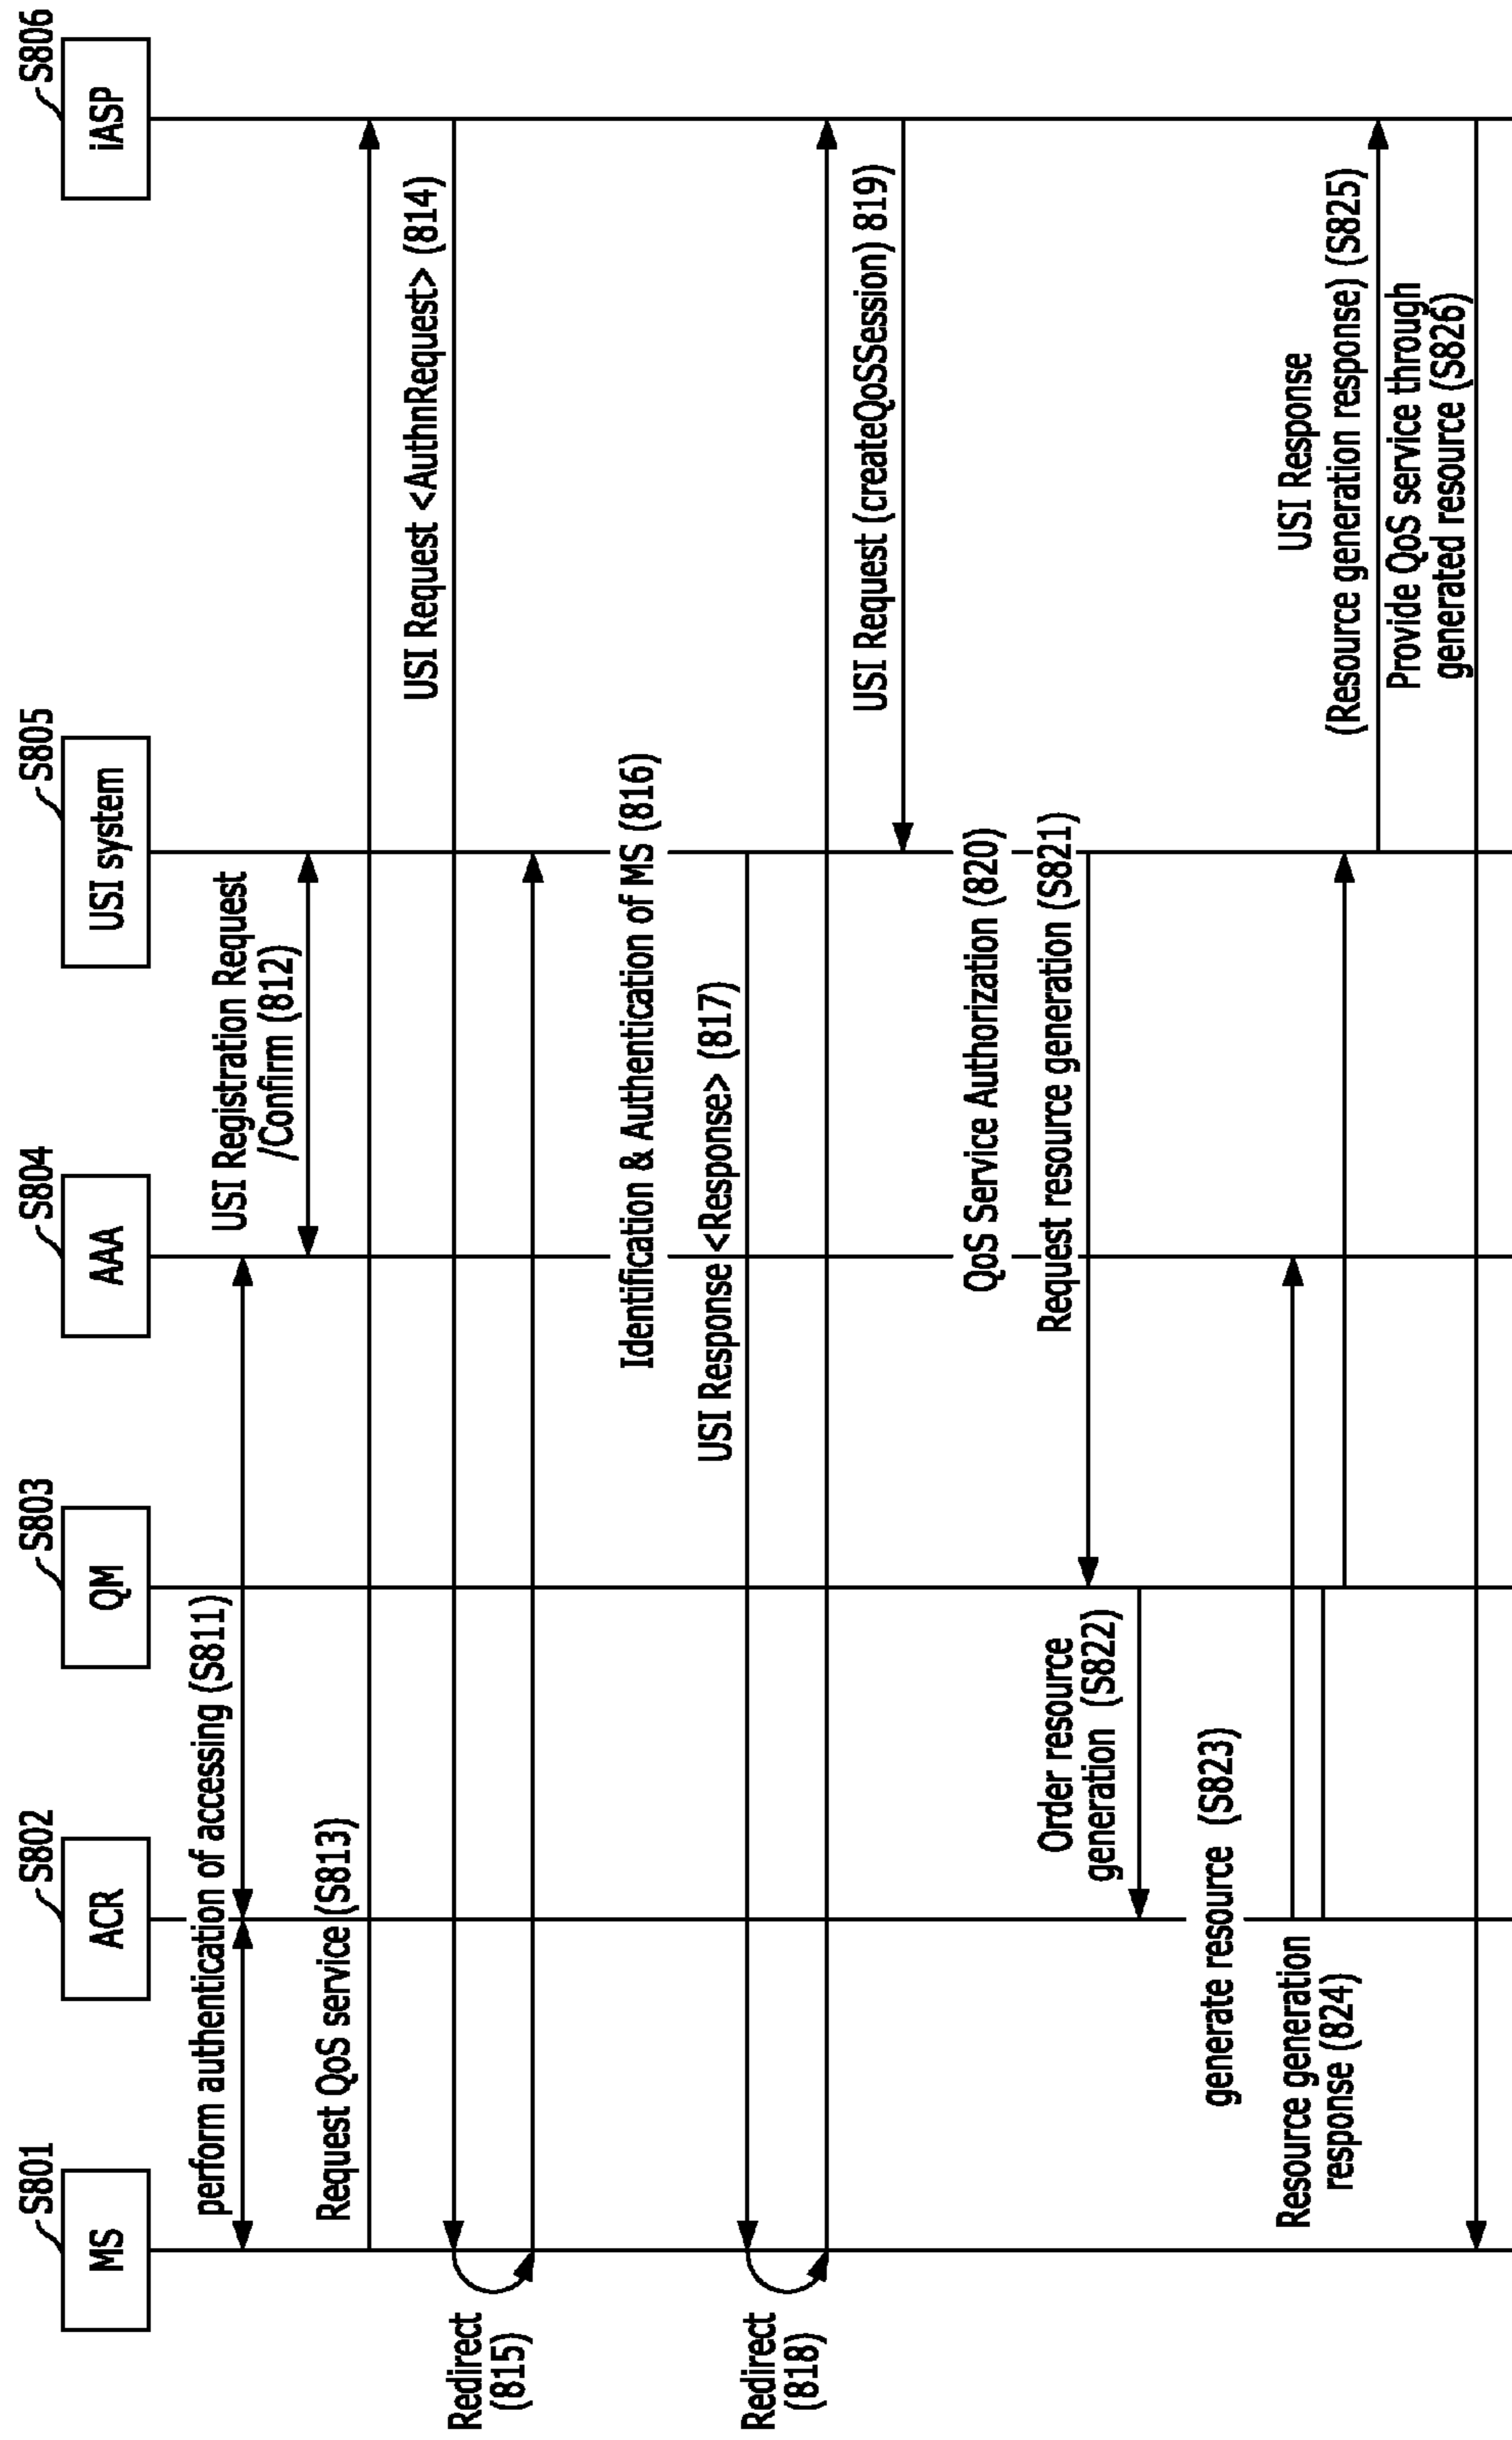 S801
MS
S802
ACR
S803
QM
S804
AAA
S805
USI system
S806
iASP
perform authentication of accessing (S811)
USI Registration Request
/Confirm (812)
Request QoS service (S813)
USI Request <AuthnRequest> (814)
Redirect
(815)
Identification & Authentication of MS (816)
USI Response <Response> (817)
Redirect
(818)
USI Request (createQoSSession) 819)
QoS Service Authorization (820)
Request resource generation (S821)
Order resource
generation (S822)
generate resource (S823)
Resource generation
response (824)
USI Response
(Resource generation response) (S825)
Provide QoS service through
generated resource (S826)